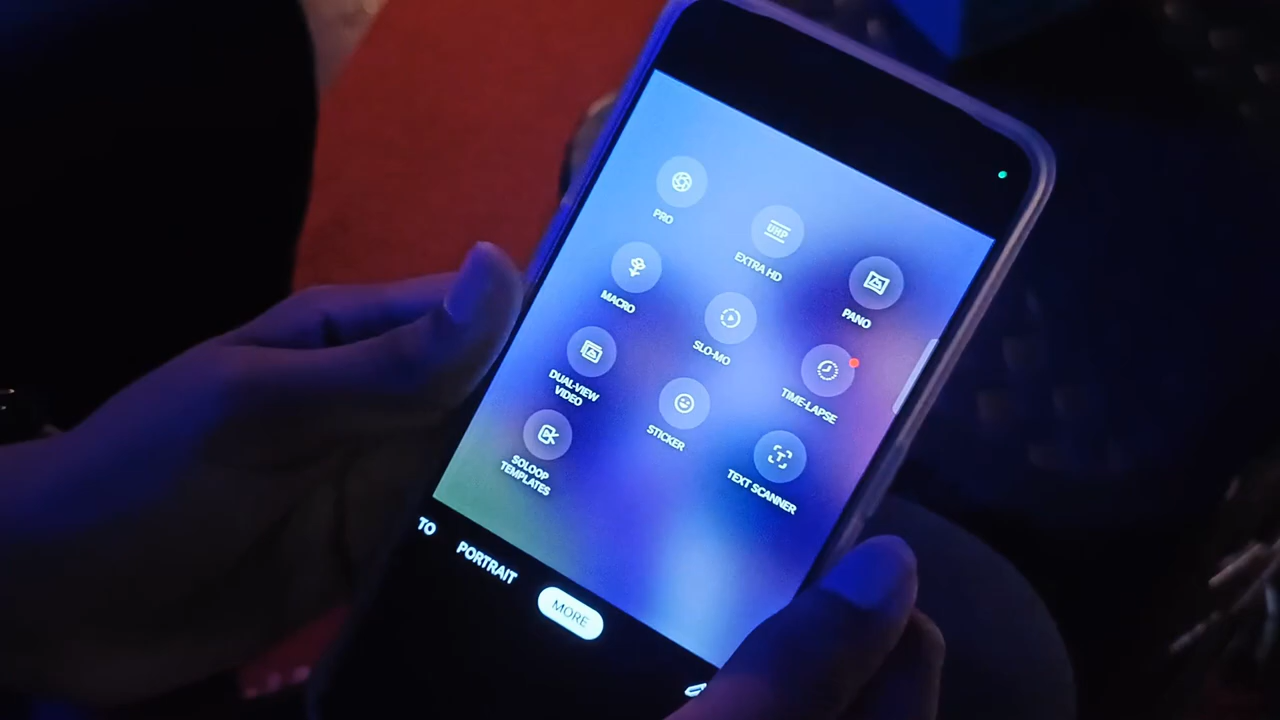 PRO
UHP
EXTRA HD
PANO
MACRO
SLO-MO
TIME-LAPSE
DUAL-VIEW
VIDEO
STICKER
T
TEXT SCANNER
SOLOOP
TEMPLATES
TO
PORTRAIT
MORE